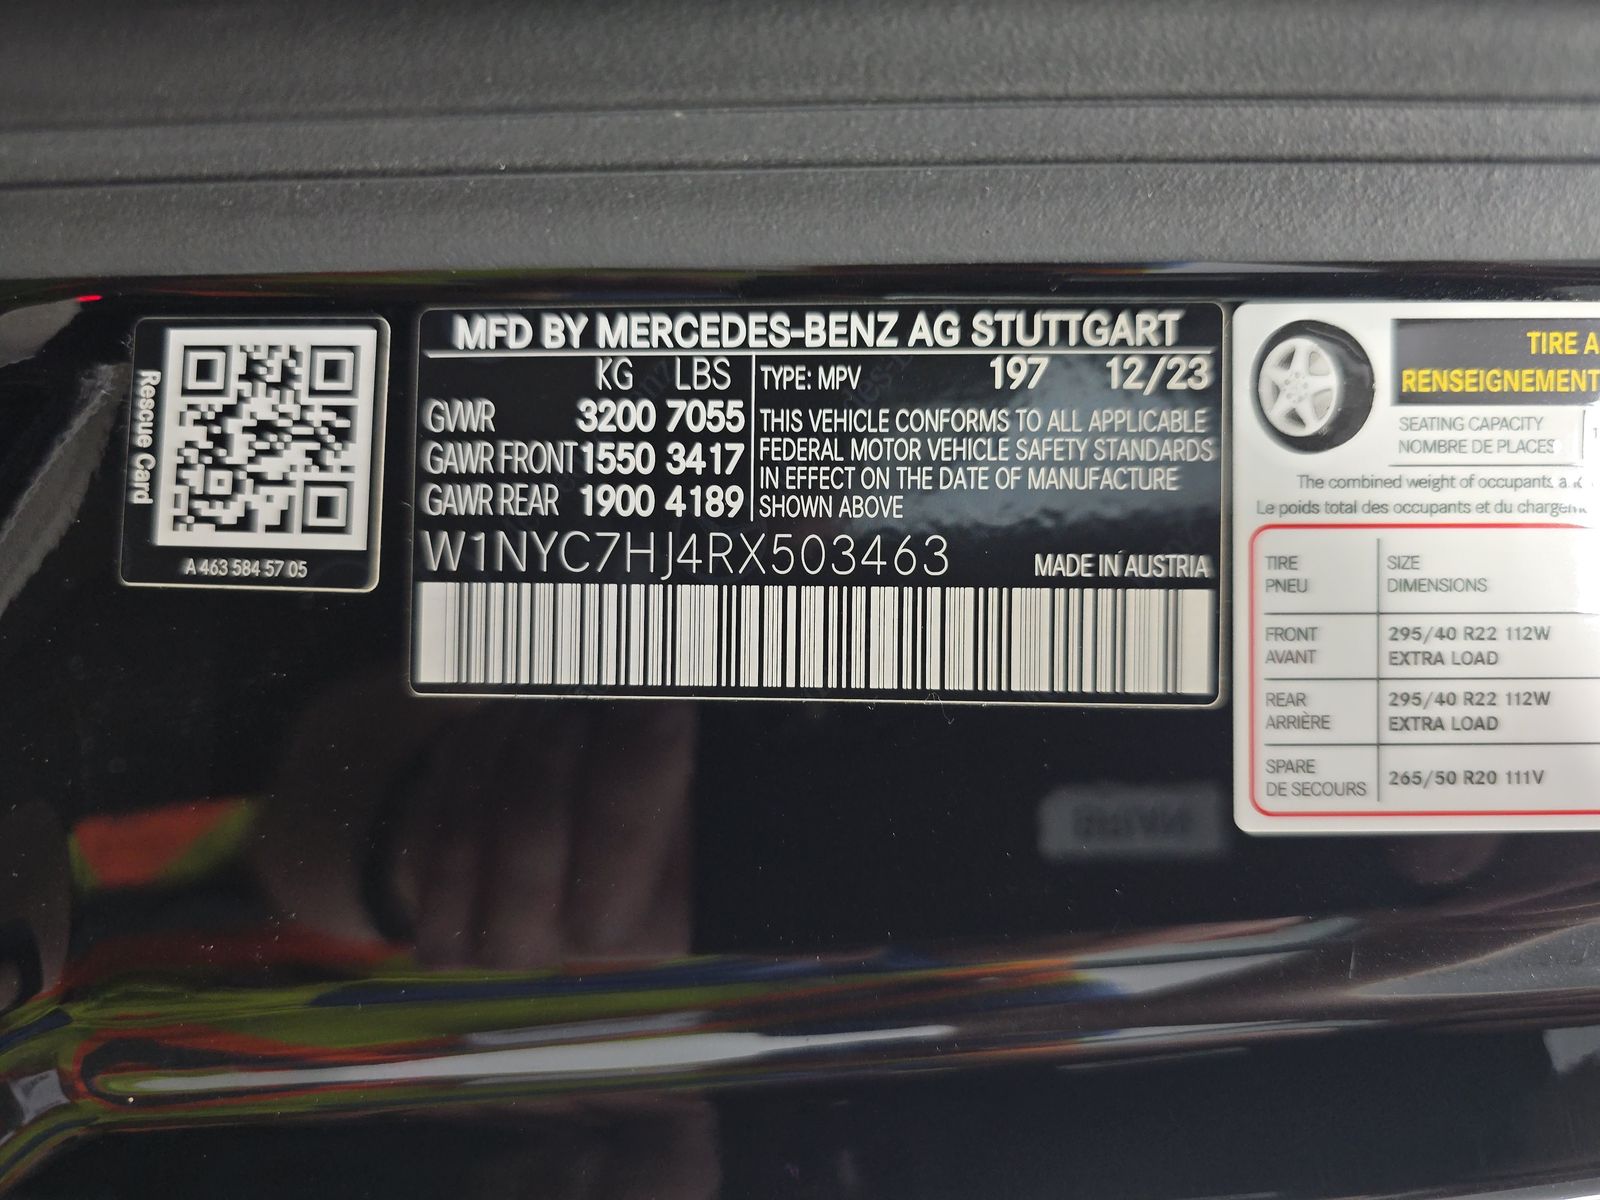 Rescue Card
A 463 584 57 05
MFD BY MERCEDES-BENZ AG STUTTGART
KG LBS
GVWR 3200 7055
GAWR FRONT 1550 3417
GAWR REAR 1900 4189
TYPE: MPV 197 12/23
THIS VEHICLE CONFORMS TO ALL APPLICABLE
FEDERAL MOTOR VEHICLE SAFETY STANDARDS
IN EFFECT ON THE DATE OF MANUFACTURE
SHOWN ABOVE
W1NYC7HJ4RX503463
MADE IN AUSTRIA
TIRE A
RENSEIGNEMENT
SEATING CAPACITY
NOMBRE DE PLACES
The combined weight of occupants
Le poids total des occupants et du
TIRE
PNEU
SIZE
DIMENSIONS
FRONT
AVANT
295/40 R22 112W
EXTRA LOAD
REAR
ARRIÈRE
295/40 R22 112W
EXTRA LOAD
SPARE
DE SECOURS
265/50 R20 111V